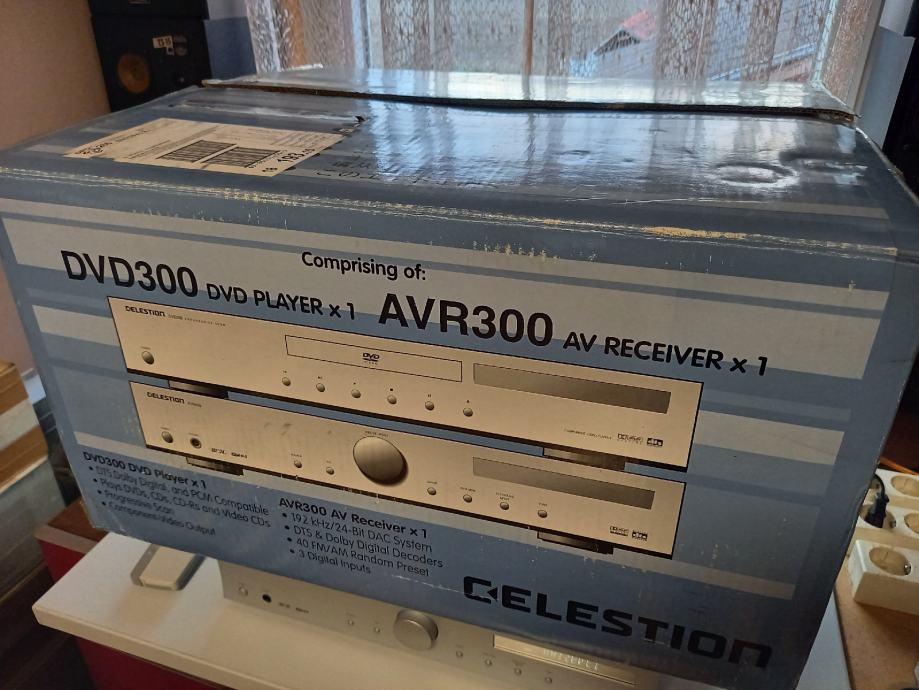 Comprising of:
DVD300 DVD PLAYER x 1 AVR300 AV RECEIVER x 1
CELESTION
DVD
CELESTION
DVD300 DVD Player x 1
• DTS, Dolby Digital, and PCM Compatible
• Plays DVDs, CDs, CD-Rs and Video CDs
• Progressive Scan
• Component Video Output
AVR300 AV Receiver x 1
• 192 kHz/24-Bit DAC System
• DTS & Dolby Digital Decoders
• 40 FM/AM Random Preset
• 3 Digital Inputs
CELESTION